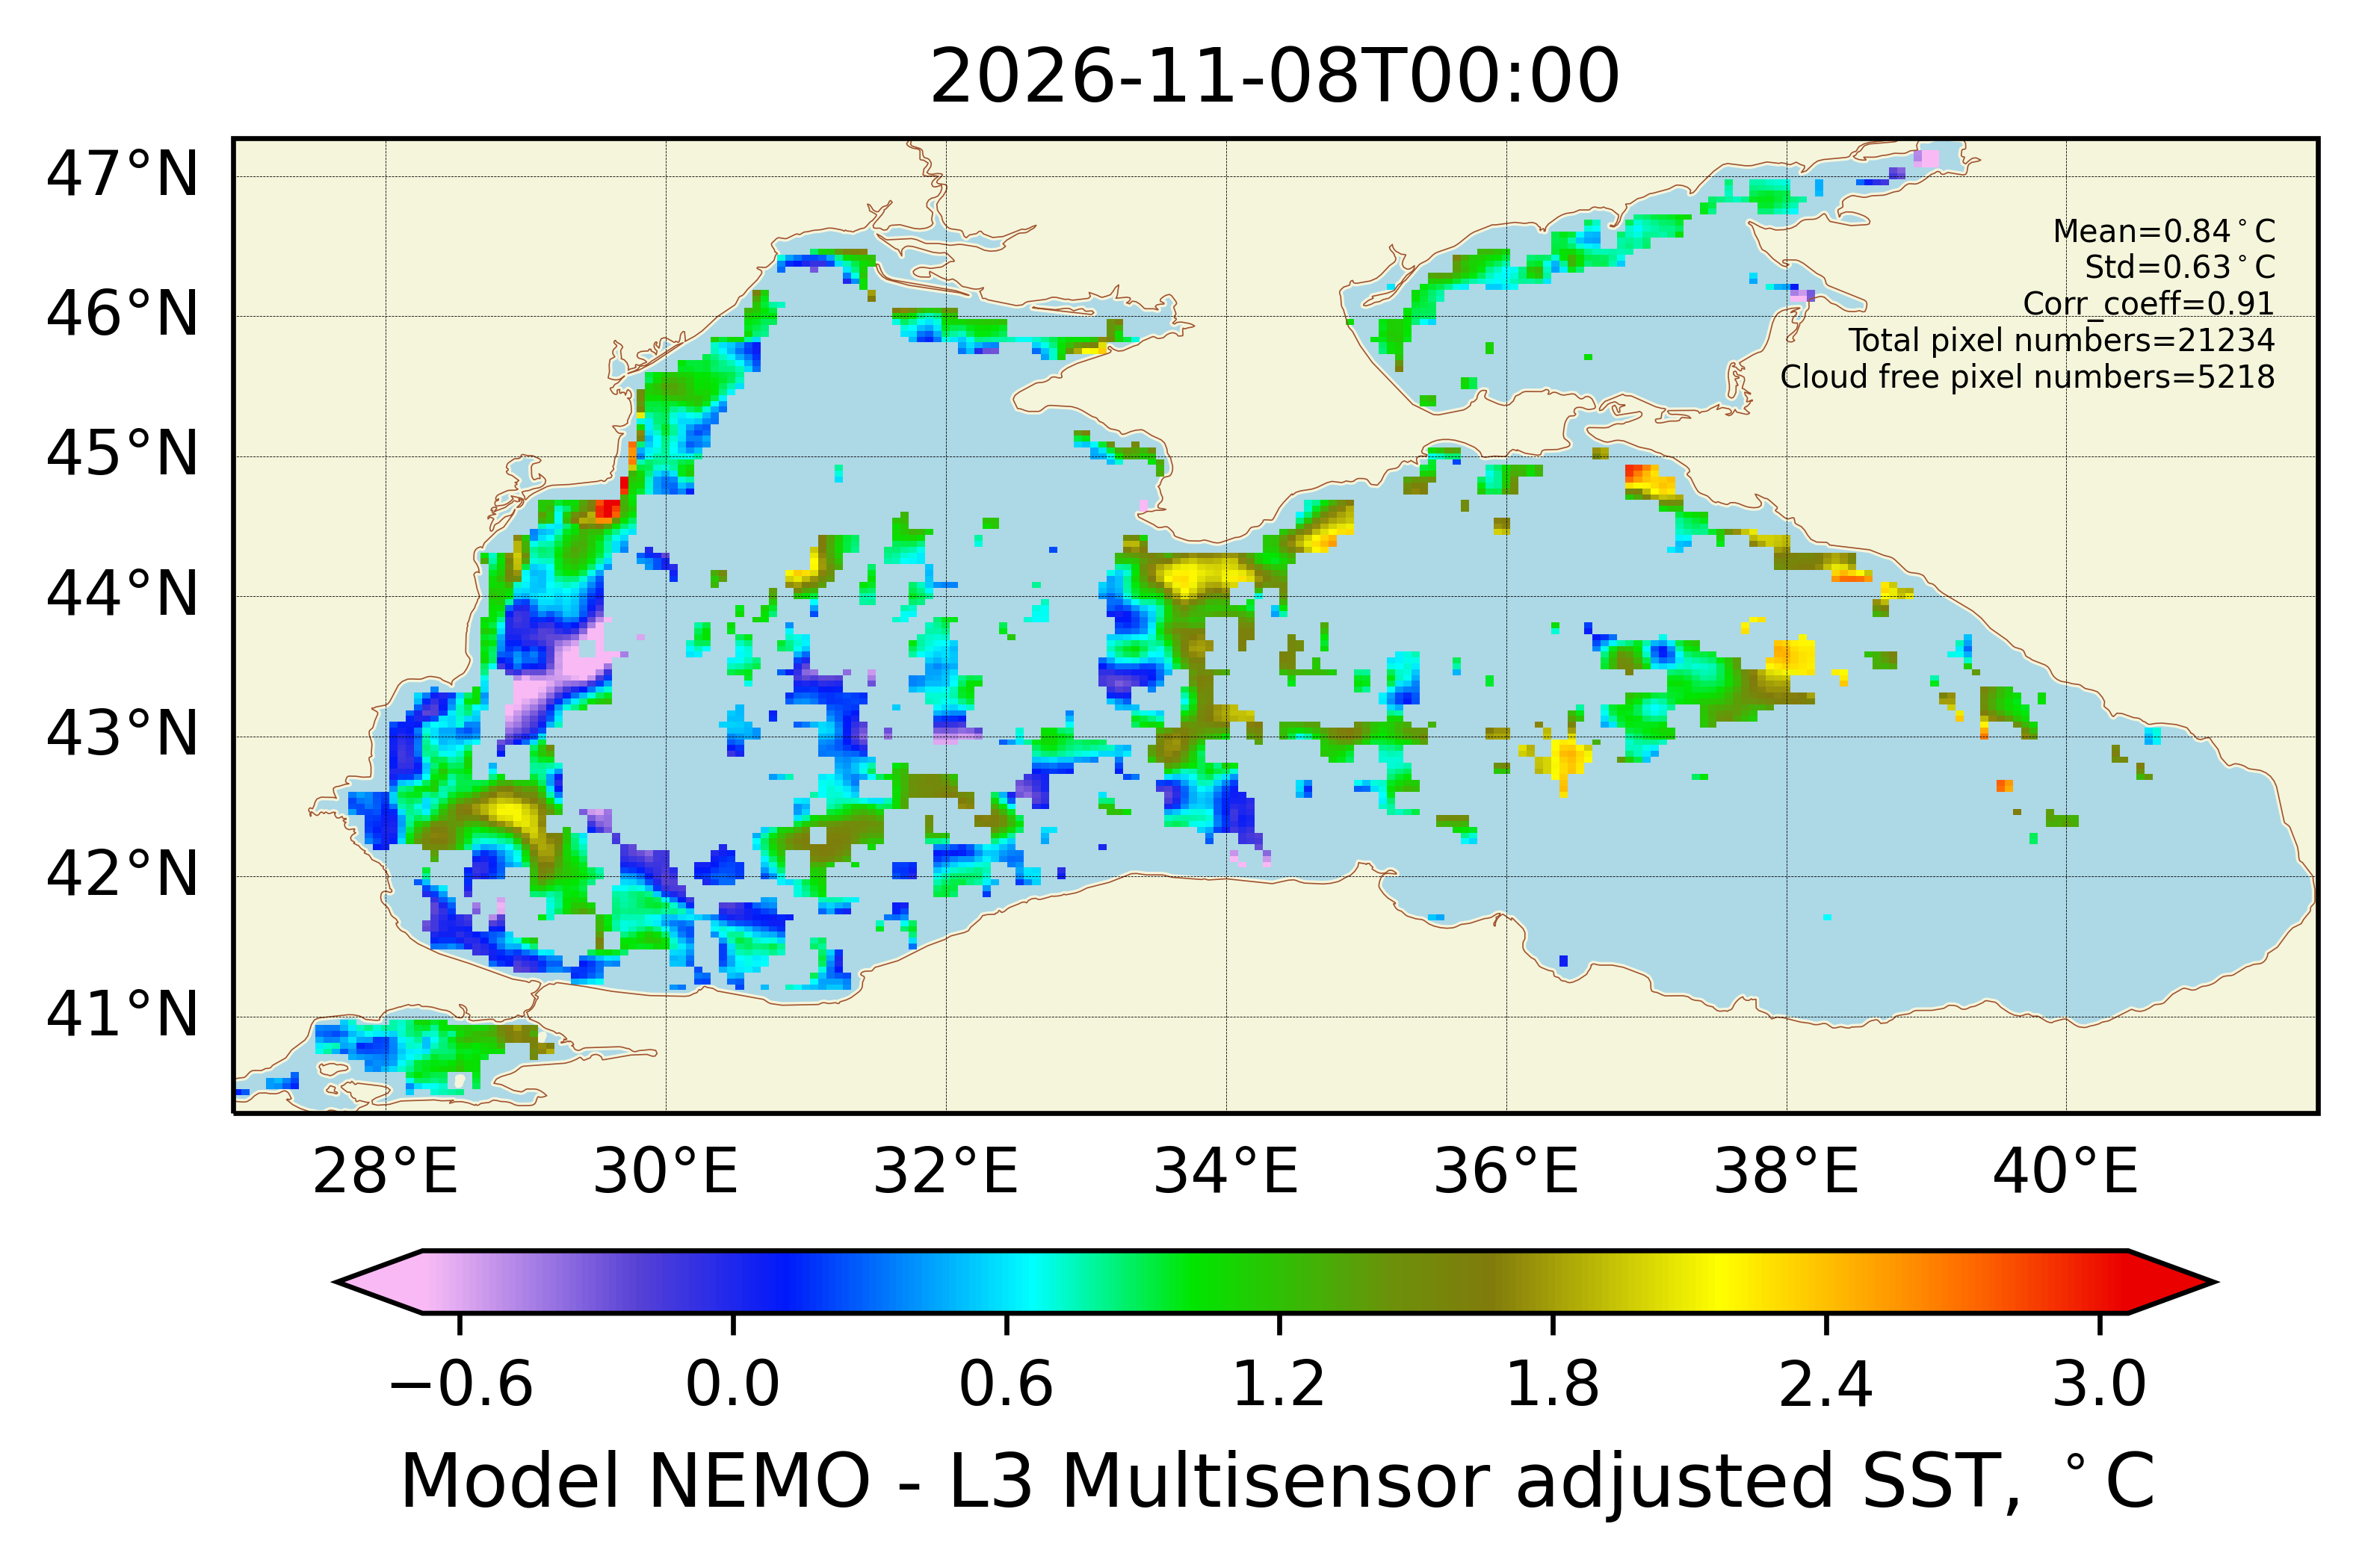 2026-11-08T00:00
47°N
46°N
45°N
44°N
43°N
42°N
41°N
Mean=0.84°C
Std=0.63°C
Corr_coeff=0.91
Total pixel numbers=21234
Cloud free pixel numbers=5218
28°E 30°E 32°E 34°E 36°E 38°E 40°E
−0.6 0.0 0.6 1.2 1.8 2.4 3.0
Model NEMO - L3 Multisensor adjusted SST, °C